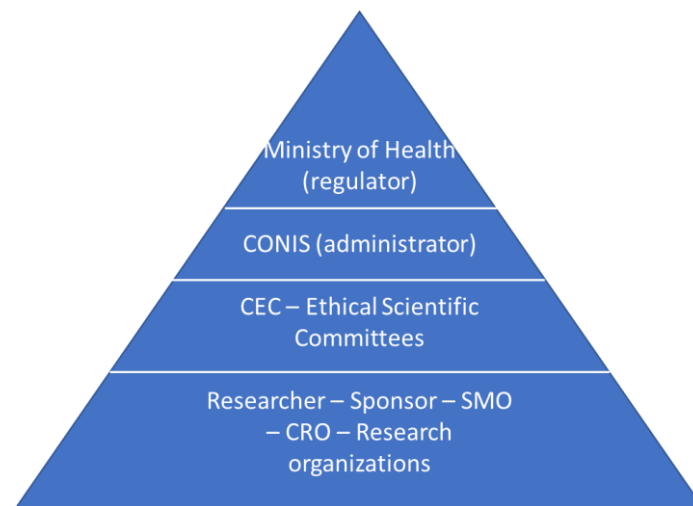 Ministry of Health
(regulator)
CONIS (administrator)
CEC – Ethical Scientific
Committees
Researcher – Sponsor – SMO
– CRO – Research
organizations